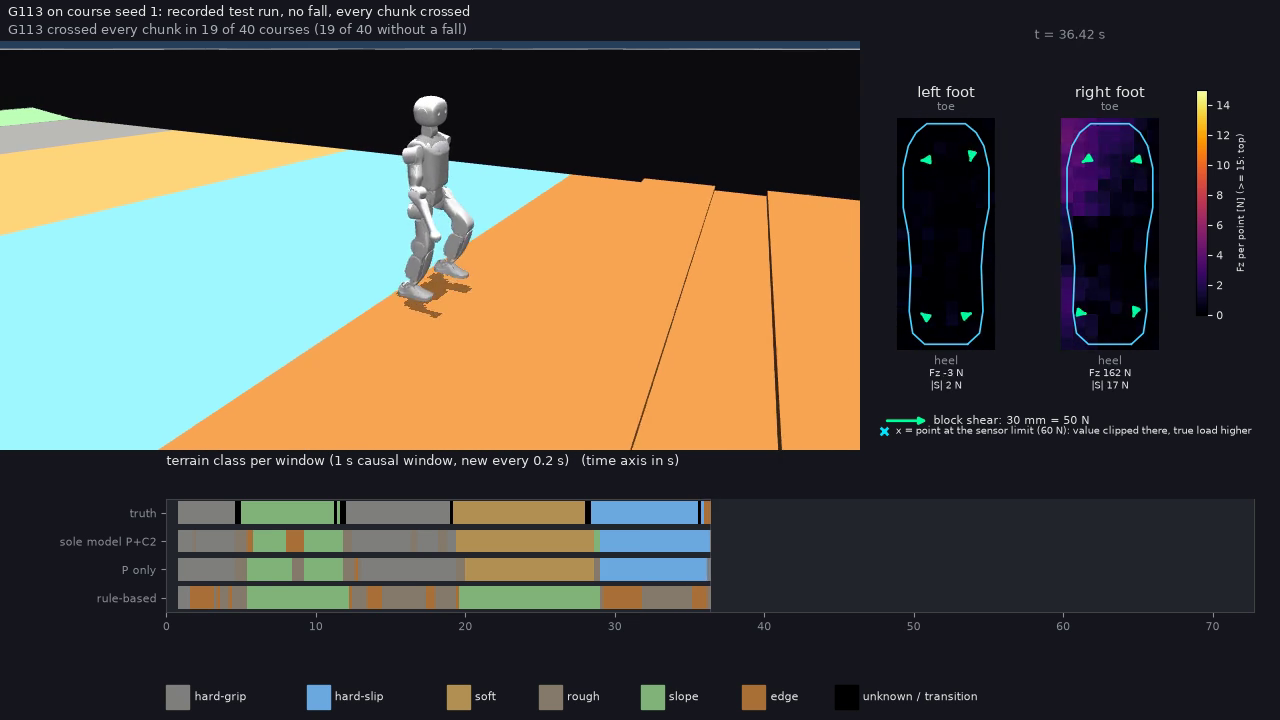 G113 on course seed 1: recorded test run, no fall, every chunk crossed
G113 crossed every chunk in 19 of 40 courses (19 of 40 without a fall)
t = 36.42 s
left foot
right foot
toe
toe
14
12
10
8
6
4
2
0
Fz per point [N] (>= 15: top)
heel
heel
Fz -3 N
Fz 162 N
|S| 2 N
|S| 17 N
block shear: 30 mm = 50 N
x = point at the sensor limit (60 N): value clipped there, true load higher
terrain class per window (1 s causal window, new every 0.2 s)   (time axis in s)
truth
sole model P+C2
P only
rule-based
0
10
20
30
40
50
60
70
hard-grip
hard-slip
soft
rough
slope
edge
unknown / transition